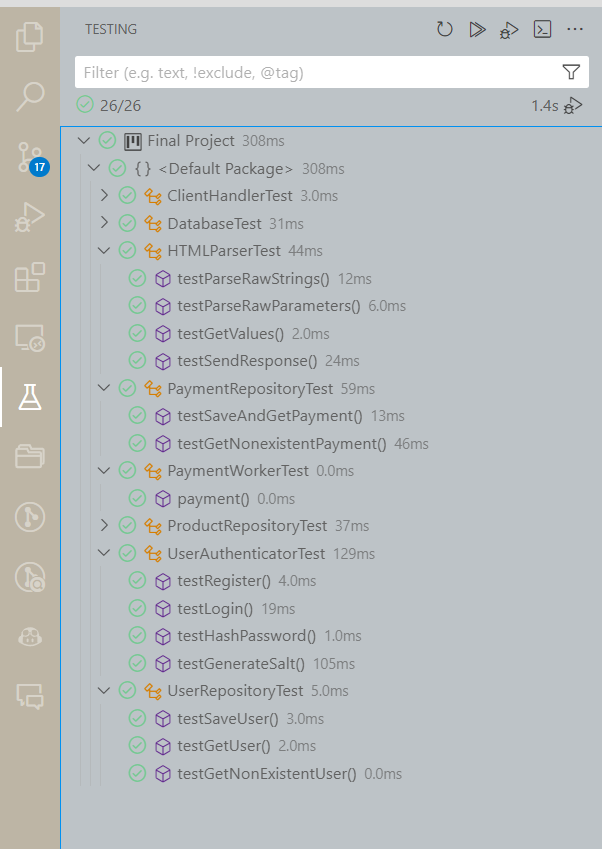 TESTING
Filter (e.g. text, !exclude, @tag)
26/26 1.4s
17
Final Project 308ms
{ } <Default Package> 308ms
ClientHandlerTest 3.0ms
DatabaseTest 31ms
HTMLParserTest 44ms
testParseRawStrings() 12ms
testParseRawParameters() 6.0ms
testGetValues() 2.0ms
testSendResponse() 24ms
PaymentRepositoryTest 59ms
testSaveAndGetPayment() 13ms
testGetNonexistentPayment() 46ms
PaymentWorkerTest 0.0ms
payment() 0.0ms
ProductRepositoryTest 37ms
UserAuthenticatorTest 129ms
testRegister() 4.0ms
testLogin() 19ms
testHashPassword() 1.0ms
testGenerateSalt() 105ms
UserRepositoryTest 5.0ms
testSaveUser() 3.0ms
testGetUser() 2.0ms
testGetNonExistentUser() 0.0ms